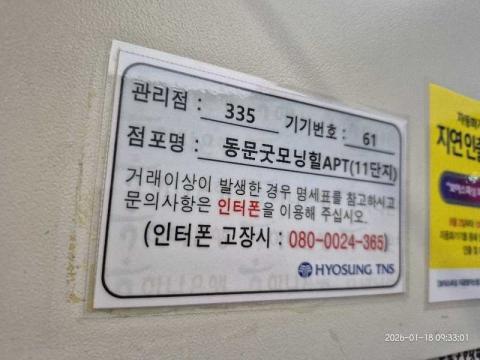 관리점 : 335 기기번호 : 61
점포명 : 동문굿모닝힐APT(11단지)
거래이상이 발생한 경우 명세표를 참고하시고
문의사항은 인터폰을 이용해 주십시오.
(인터폰 고장시 : 080-0024-365)
HYOSUNG TNS
지연인출
2026-01-18 09:33:01